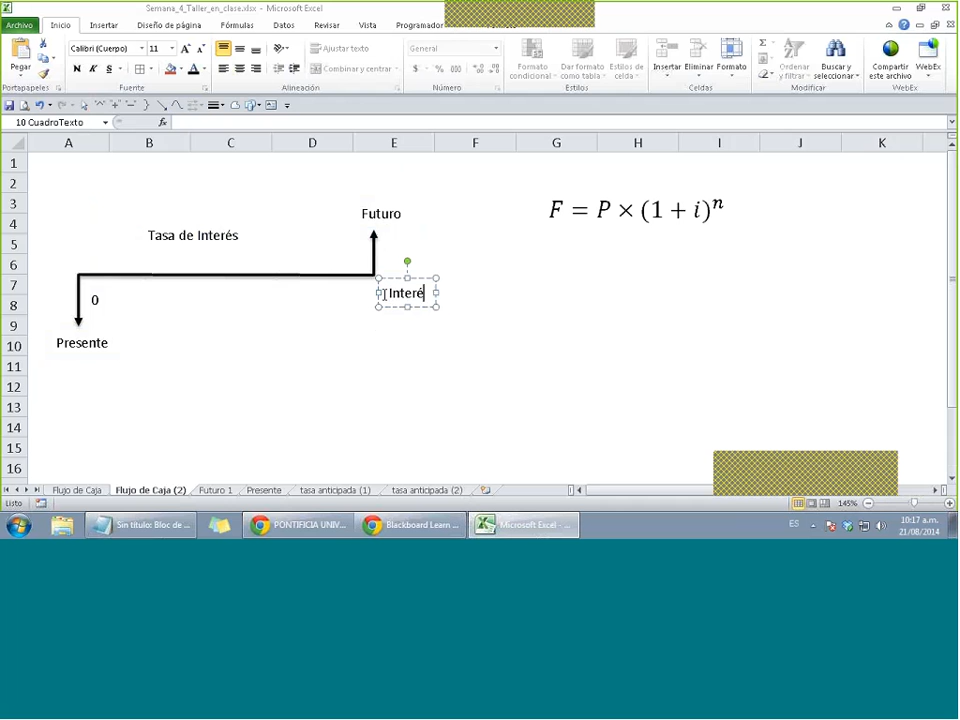 Semana_4_Taller_en_clase.xlsx - Microsoft Excel
Archivo Inicio Insertar Diseño de página Fórmulas Datos Revisar Vista Programador
Calibri (Cuerpo) 11 Ajustar texto General
Pegar N K S Combinar y centrar $ % 000 Formato condicional Dar formato como tabla Estilos de celda Insertar Eliminar Formato Ordenar y filtrar Buscar y seleccionar Compartir este archivo WebEx
Portapapeles Fuente Alineación Número Estilos Celdas Modificar WebEx
10 CuadroTexto fx
A B C D E F G H I J K
1
2
3 F = P × (1 + i)ⁿ
Futuro
4
Tasa de Interés
5
6
7
Interé
0
8
9
Presente
10
11
12
13
14
15
16
Flujo de Caja Flujo de Caja (2) Futuro 1 Presente tasa anticipada (1) tasa anticipada (2)
Listo 145%
Sin título: Bloc de ... PONTIFICIA UNIV... Blackboard Learn ... Microsoft Excel - ... ES 10:17 a.m.
21/08/2014